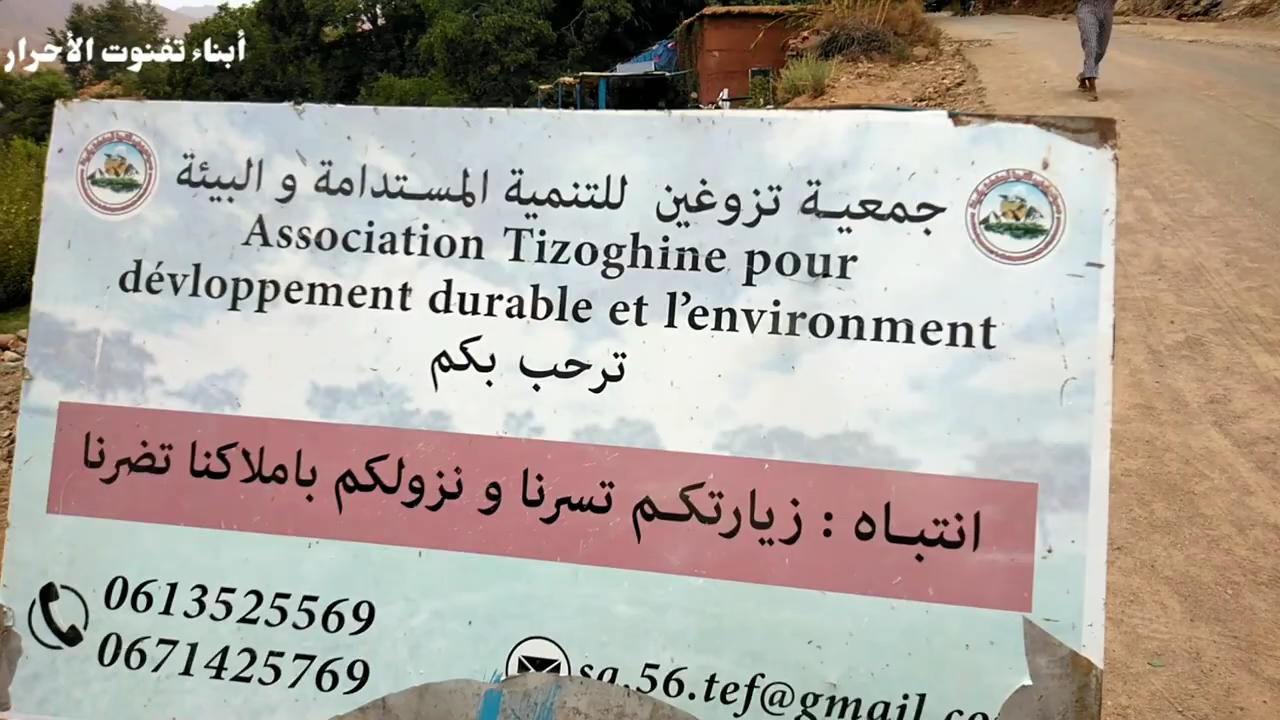 أبناء تفنوت الأحرار
جمعية تزوغين للتنمية المستدامة و البيئة
Association Tizoghine pour
dévloppement durable et l'environment
ترحب بكم
انتباه : زيارتكم تسرنا و نزولكم باملاكنا تضرنا
0613525569
0671425769
sa.56.tef@gmail.co